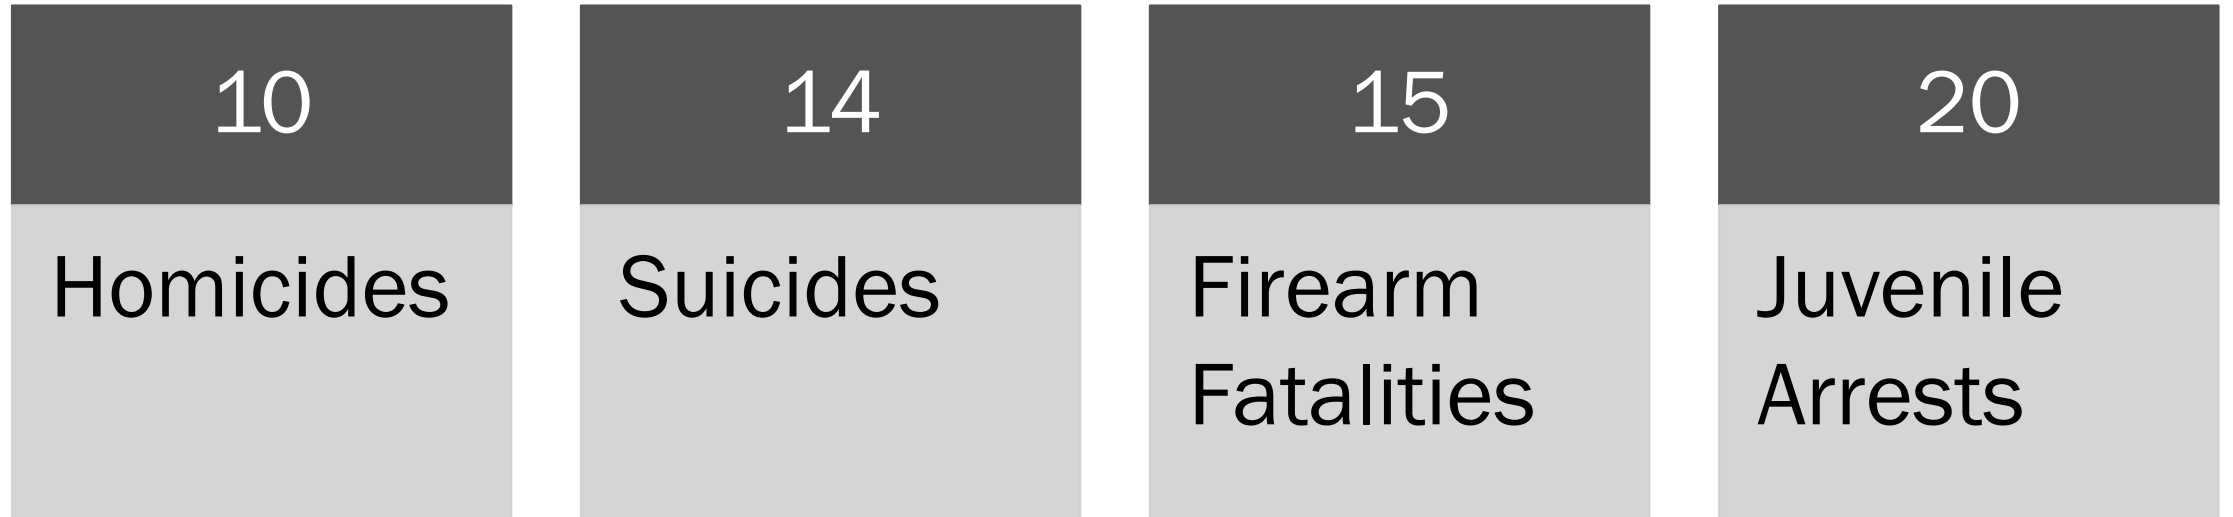 10
Homicides
14
Suicides
15
Firearm
Fatalities
20
Juvenile
Arrests